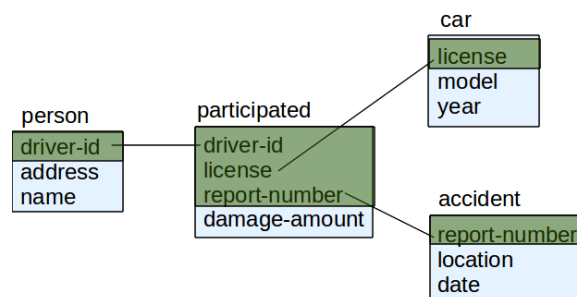 person
driver-id
address
name
participated
driver-id
license
report-number
damage-amount
car
license
model
year
accident
report-number
location
date